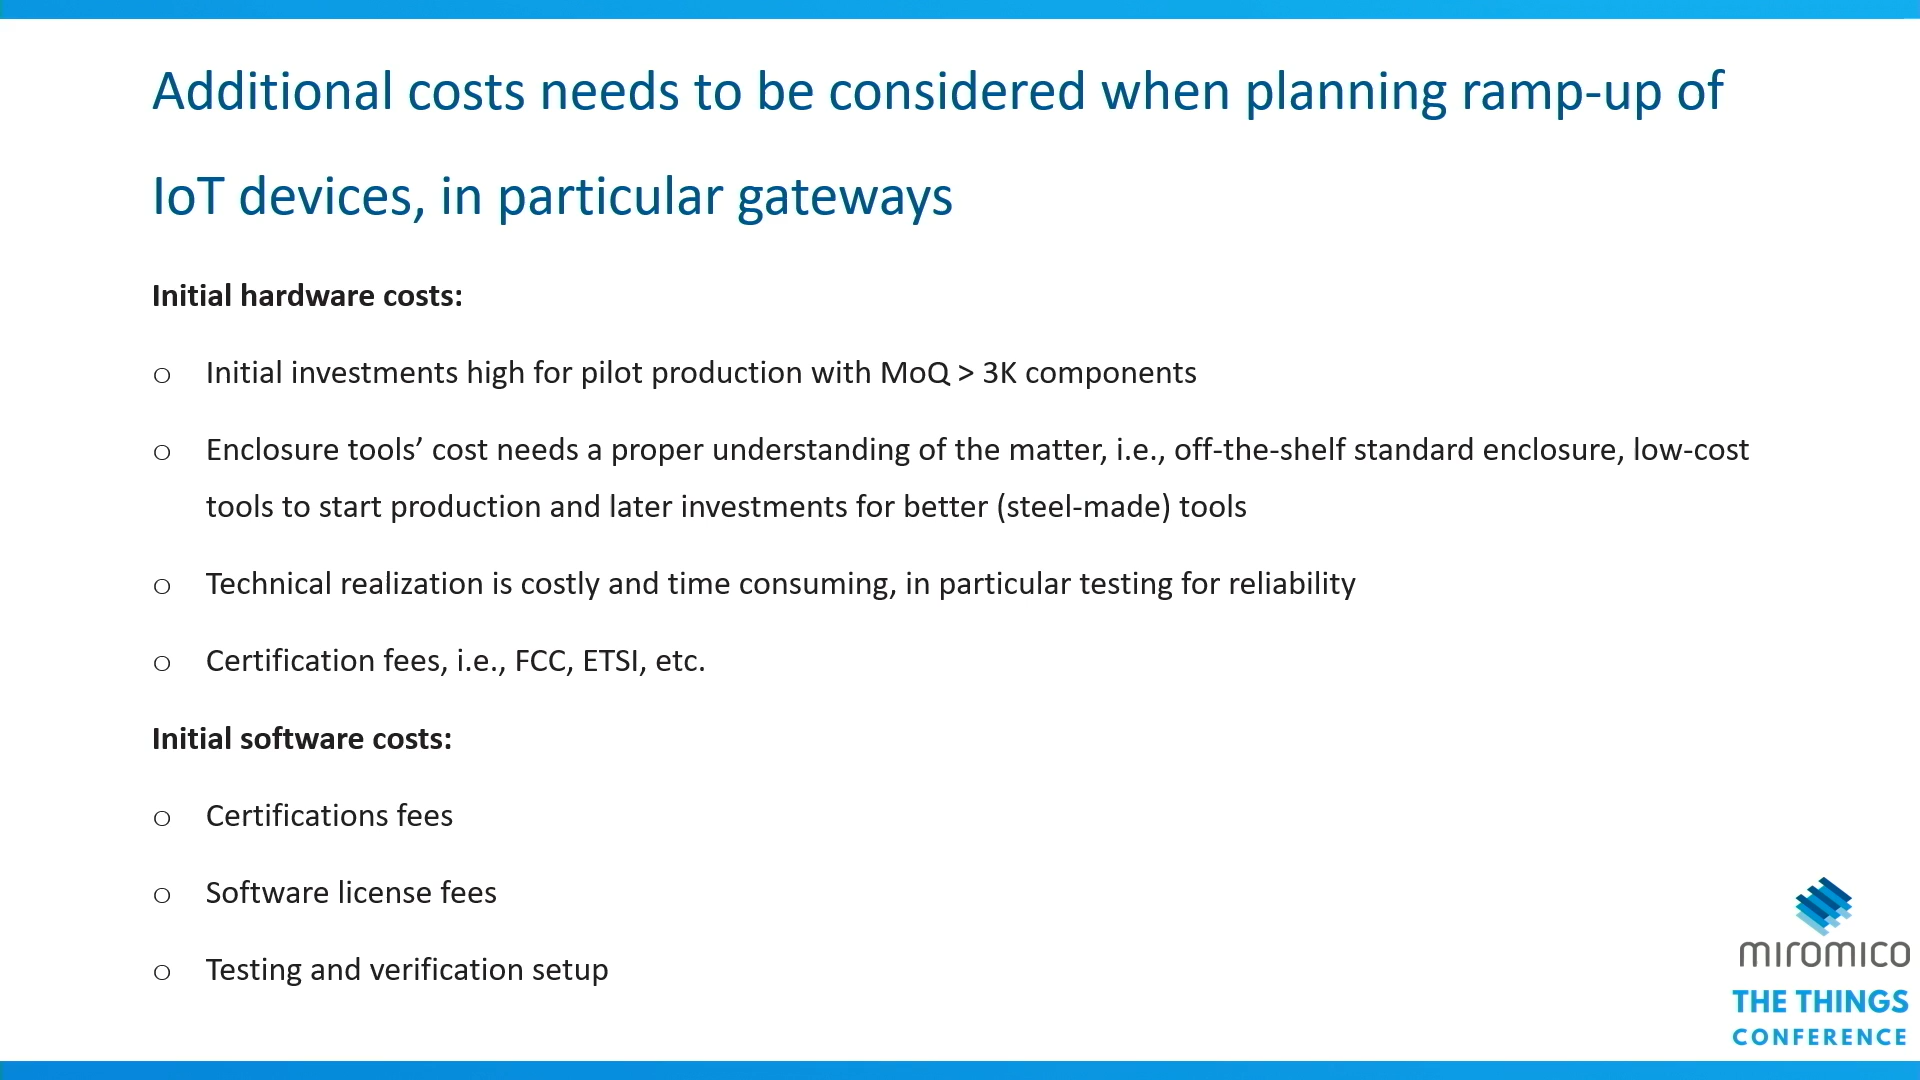 Additional costs needs to be considered when planning ramp-up of
IoT devices, in particular gateways
Initial hardware costs:
o Initial investments high for pilot production with MoQ > 3K components
o Enclosure tools’ cost needs a proper understanding of the matter, i.e., off-the-shelf standard enclosure, low-cost
tools to start production and later investments for better (steel-made) tools
o Technical realization is costly and time consuming, in particular testing for reliability
o Certification fees, i.e., FCC, ETSI, etc.
Initial software costs:
o Certifications fees
o Software license fees
o Testing and verification setup
miromico
THE THINGS
CONFERENCE